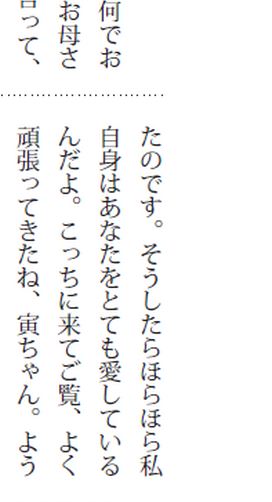 たのです。そうしたらほらほら私
自身はあなたをとても愛している
んだよ。こっちに来てご覧、よく
頑張ってきたね、寅ちゃん。よう
何でお
お母さ
って、